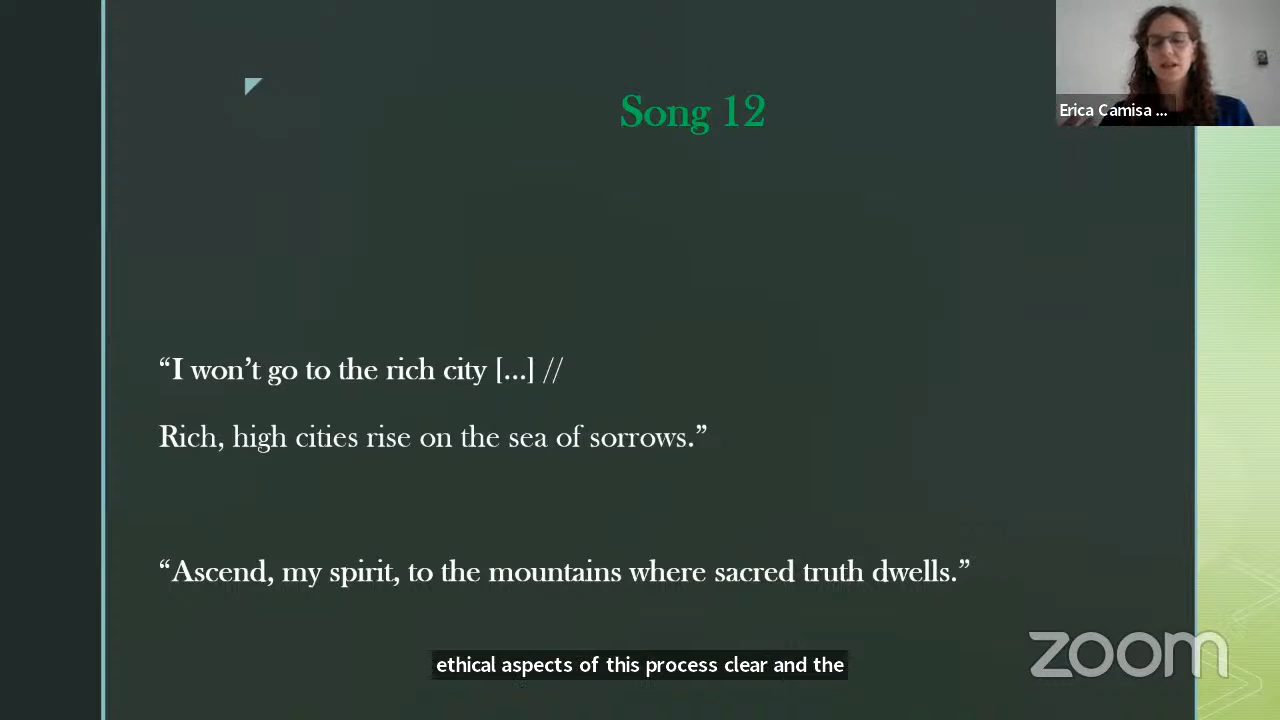 Song 12
Erica Camisa ...
“I won’t go to the rich city [...] //
Rich, high cities rise on the sea of sorrows.”
“Ascend, my spirit, to the mountains where sacred truth dwells.”
ethical aspects of this process clear and the
zoom